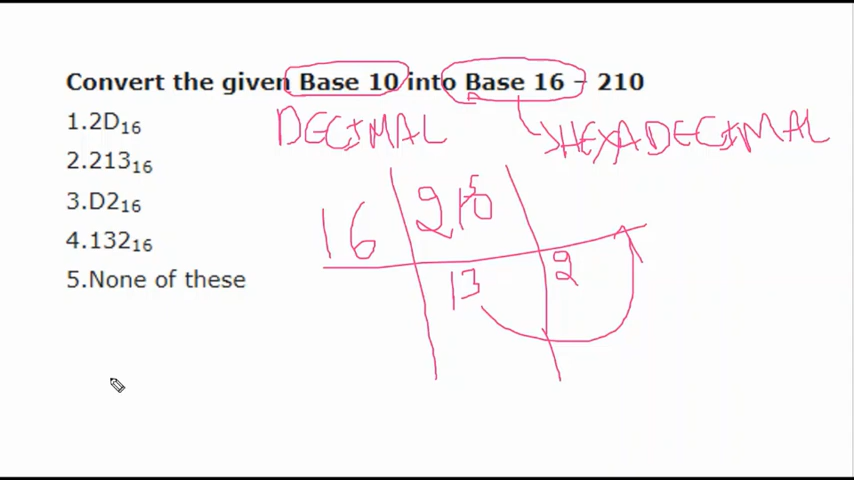 Convert the given Base 10 into Base 16 – 210
1.2D16
DECIMAL
HEXADECIMAL
2.21316
3.D216
16 210
4.13216
13 2
5.None of these